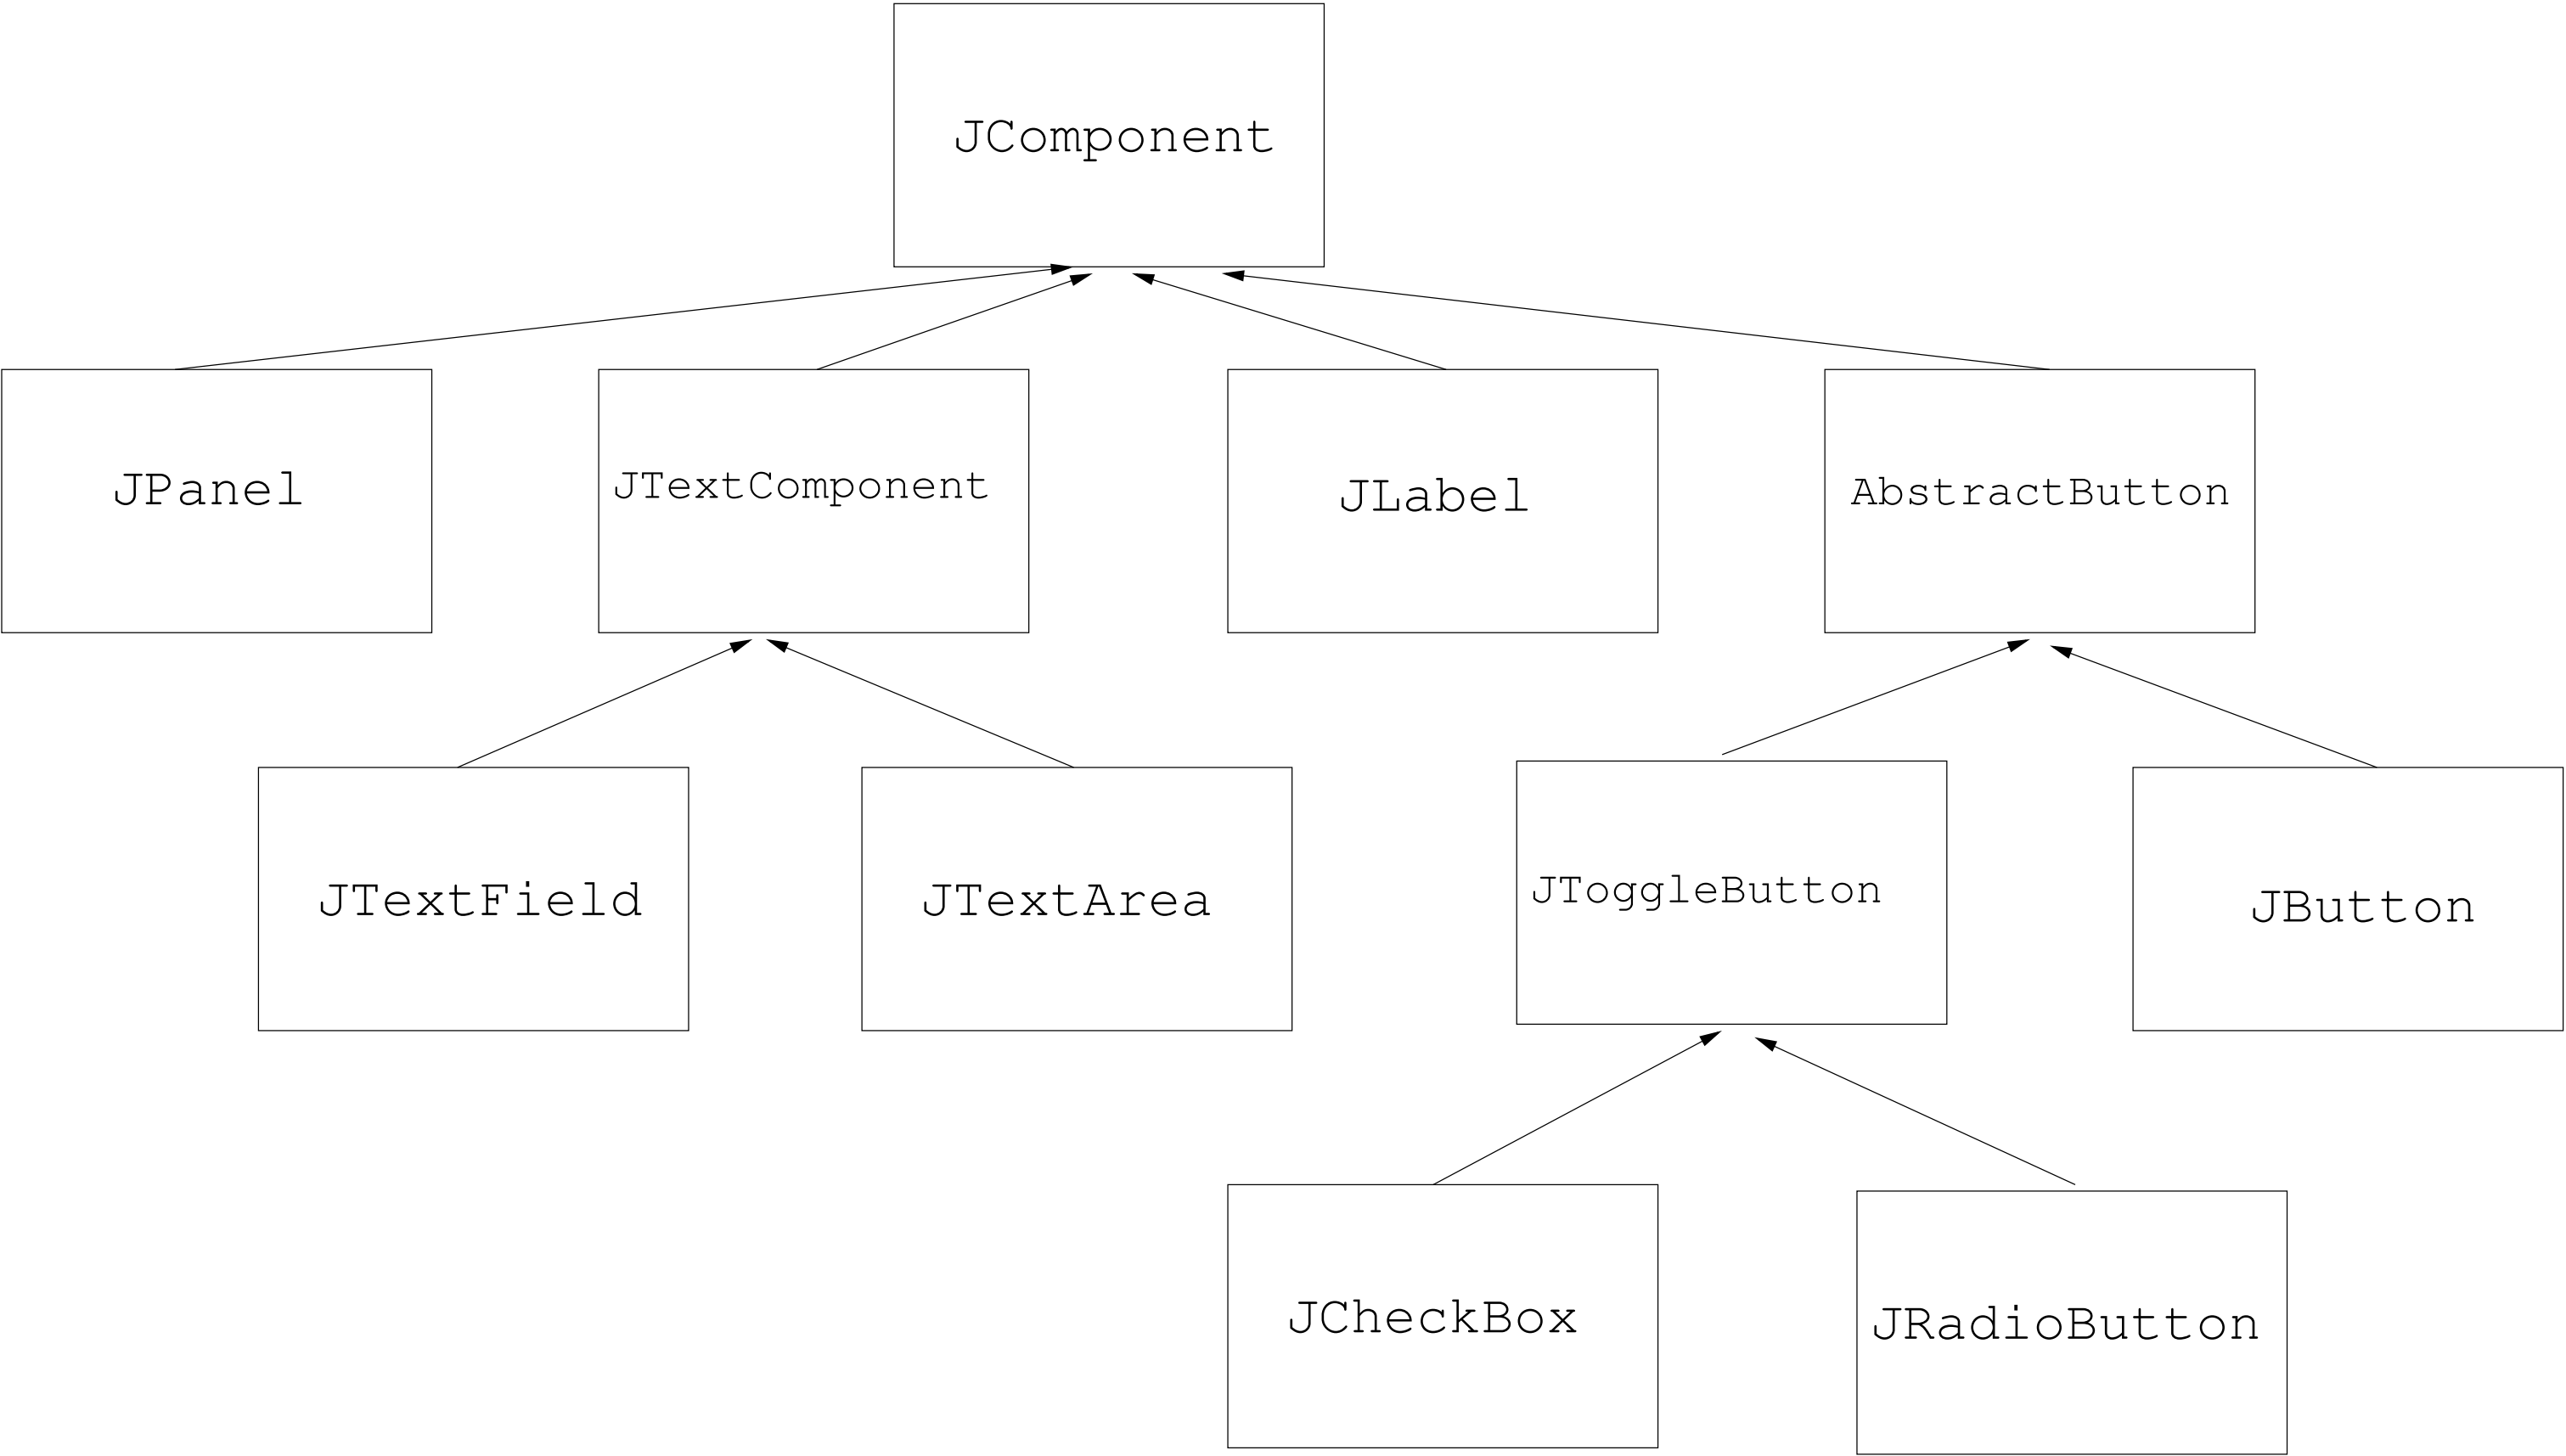 JComponent
JPanel
JTextComponent
JLabel
AbstractButton
JTextField
JTextArea
JToggleButton
JButton
JCheckBox
JRadioButton